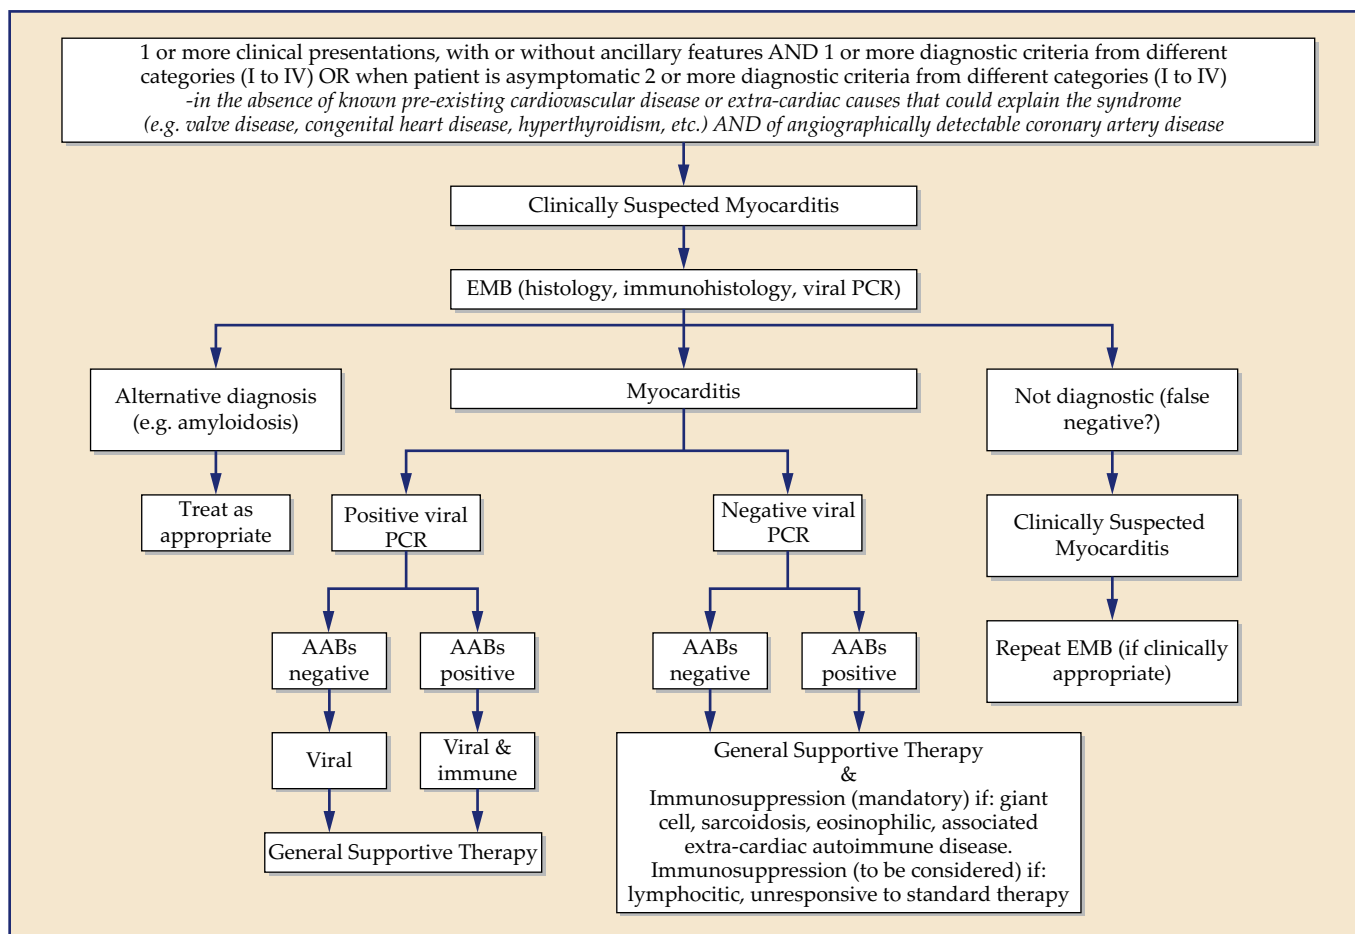 1 or more clinical presentations, with or without ancillary features AND 1 or more diagnostic criteria from different
categories (I to IV) OR when patient is asymptomatic 2 or more diagnostic criteria from different categories (I to IV)
-in the absence of known pre-existing cardiovascular disease or extra-cardiac causes that could explain the syndrome
(e.g. valve disease, congenital heart disease, hyperthyroidism, etc.) AND of angiographically detectable coronary artery disease
Clinically Suspected Myocarditis
EMB (histology, immunohistology, viral PCR)
Alternative diagnosis
(e.g. amyloidosis)
Myocarditis
Not diagnostic (false
negative?)
Treat as
appropriate
Positive viral
PCR
Negative viral
PCR
Clinically Suspected
Myocarditis
AABs
negative
AABs
positive
AABs
negative
AABs
positive
Repeat EMB (if clinically
appropriate)
Viral
Viral &
immune
General Supportive Therapy
General Supportive Therapy
&
Immunosuppression (mandatory) if: giant
cell, sarcoidosis, eosinophilic, associated
extra-cardiac autoimmune disease.
Immunosuppression (to be considered) if:
lymphocitic, unresponsive to standard therapy